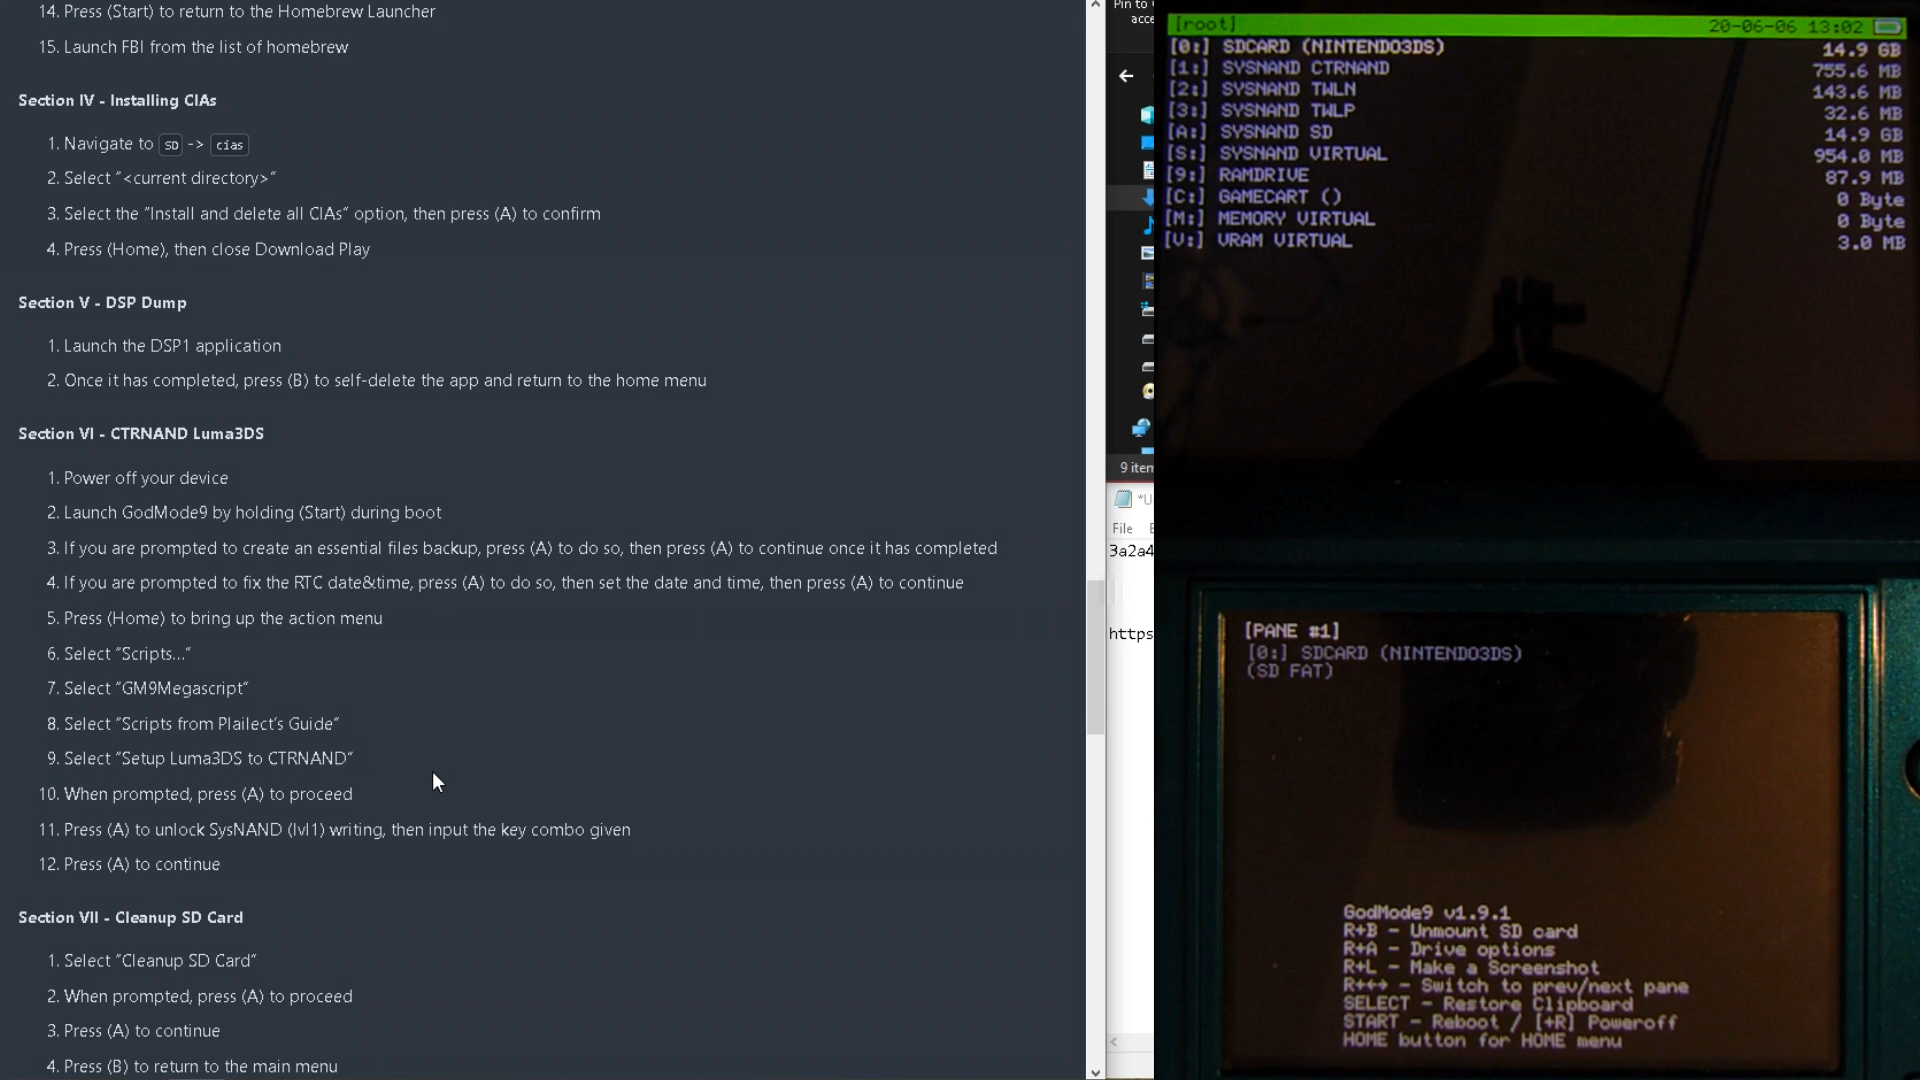 14. Press (Start) to return to the Homebrew Launcher
15. Launch FBI from the list of homebrew
Section IV - Installing CIAs
1. Navigate to SD -> cias
2. Select "<current directory>"
3. Select the "Install and delete all CIAs" option, then press (A) to confirm
4. Press (Home), then close Download Play
Section V - DSP Dump
1. Launch the DSP1 application
2. Once it has completed, press (B) to self-delete the app and return to the home menu
Section VI - CTRNAND Luma3DS
1. Power off your device
2. Launch GodMode9 by holding (Start) during boot
3. If you are prompted to create an essential files backup, press (A) to do so, then press (A) to continue once it has completed
4. If you are prompted to fix the RTC date&time, press (A) to do so, then set the date and time, then press (A) to continue
5. Press (Home) to bring up the action menu
6. Select "Scripts..."
7. Select "GM9Megascript"
8. Select "Scripts from Plailect's Guide"
9. Select "Setup Luma3DS to CTRNAND"
10. When prompted, press (A) to proceed
11. Press (A) to unlock SysNAND (lvl1) writing, then input the key combo given
12. Press (A) to continue
Section VII - Cleanup SD Card
1. Select "Cleanup SD Card"
2. When prompted, press (A) to proceed
3. Press (A) to continue
4. Press (B) to return to the main menu
Pin to
acce
9 item
File
3a2a4
https
[root] 20-06-06 13:02
[0:] SDCARD (NINTENDO3DS) 14.9 GB
[1:] SYSNAND CTRNAND 755.6 MB
[2:] SYSNAND TWLN 143.6 MB
[3:] SYSNAND TWLP 32.6 MB
[A:] SYSNAND SD 14.9 GB
[S:] SYSNAND VIRTUAL 954.0 MB
[9:] RAMDRIVE 87.9 MB
[C:] GAMECART () 0 Byte
[M:] MEMORY VIRTUAL 0 Byte
[V:] VRAM VIRTUAL 3.0 MB
[PANE #1]
[0:] SDCARD (NINTENDO3DS)
(SD FAT)
GodMode9 v1.9.1
R+B - Unmount SD card
R+A - Drive options
R+L - Make a Screenshot
R+←→ - Switch to prev/next pane
SELECT - Restore Clipboard
START - Reboot / [+R] Poweroff
HOME button for HOME menu